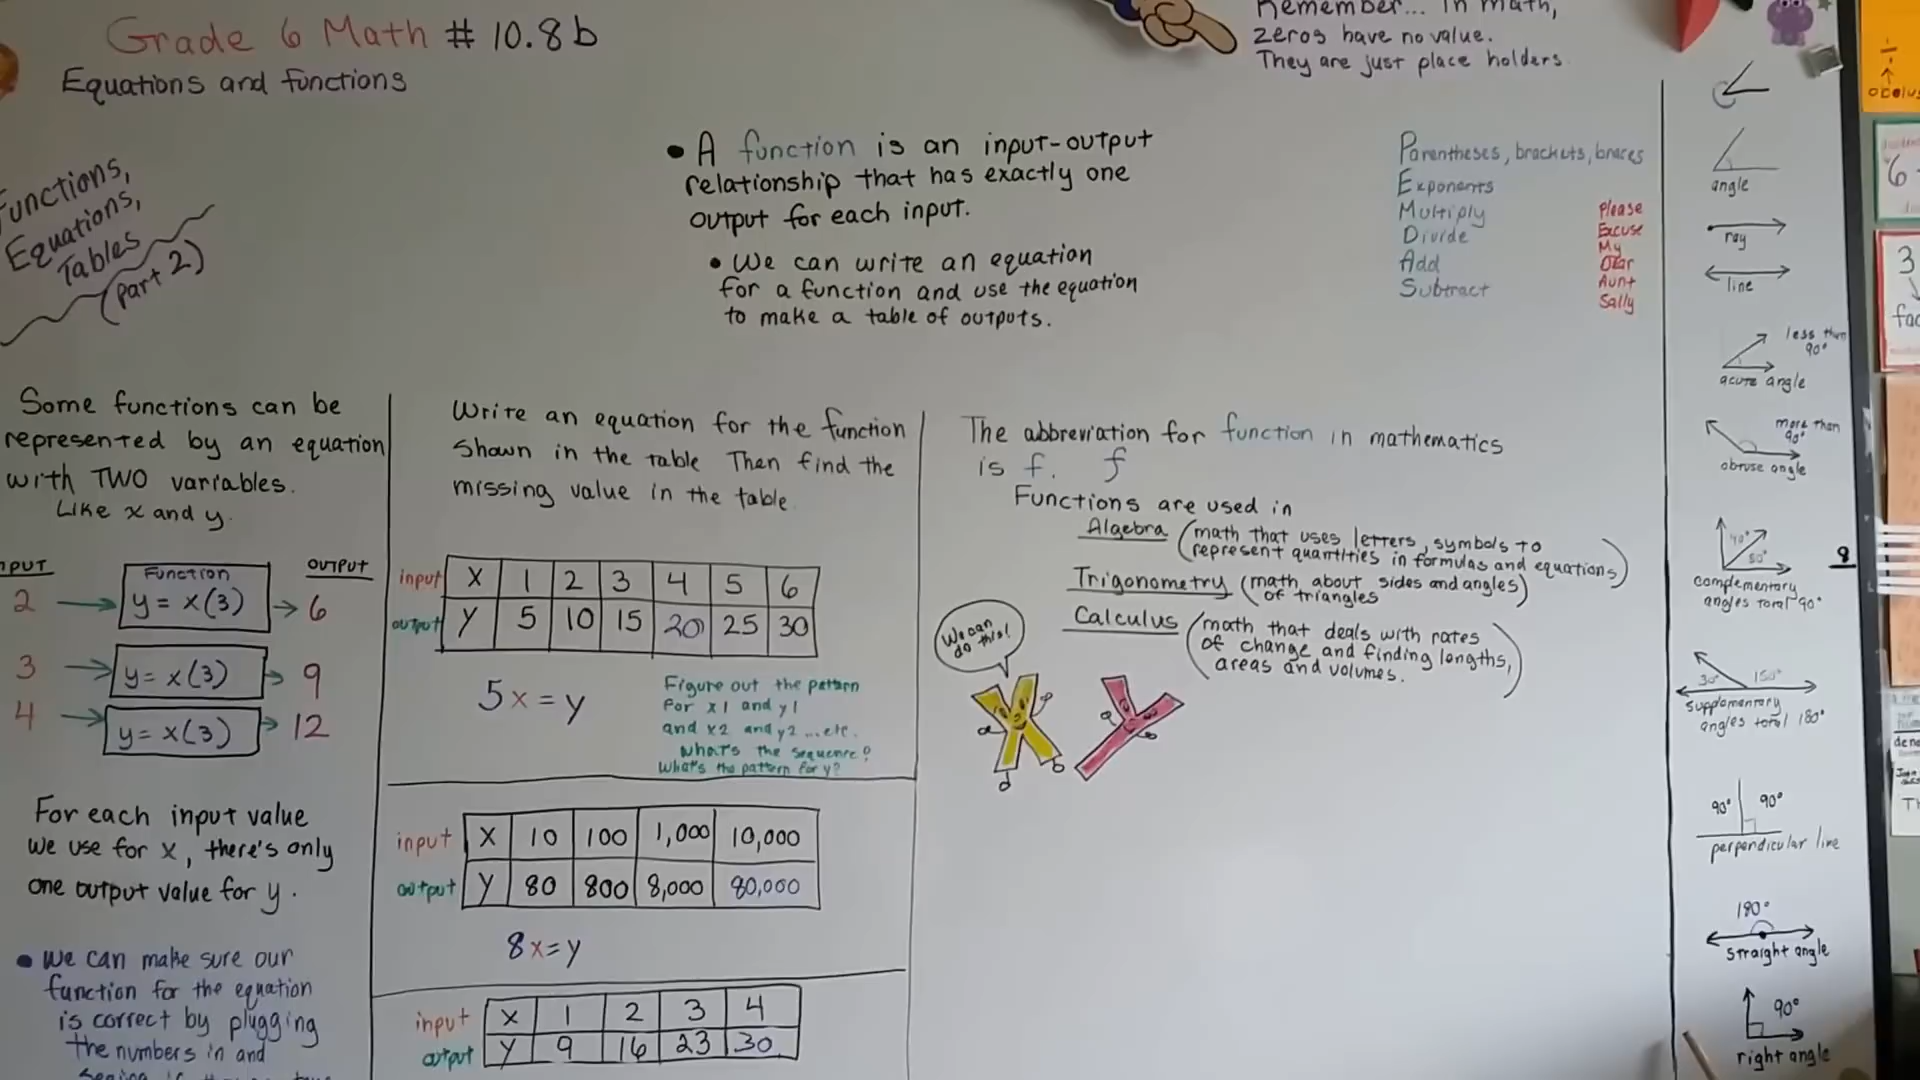 Grade 6 Math # 10.8b
Equations and functions
Remember... in math,
zeros have no value.
They are just place holders.
Functions,
Equations,
Tables
(part 2)
• A function is an input-output
relationship that has exactly one
output for each input.
• We can write an equation
for a function and use the equation
to make a table of outputs.
Parentheses, brackets, braces
Exponents
Multiply
Divide
Add
Subtract
Please
Excuse
My
Dear
Aunt
Sally
Some functions can be
represented by an equation
with TWO variables.
Like x and y.
OUTPUT
Function
2 y = x(3) 6
3 y = x(3) 9
4 y = x(3) 12
For each input value
we use for x, there's only
one output value for y.
• We can make sure our
function for the equation
is correct by plugging
the numbers in and
Write an equation for the function
shown in the table Then find the
missing value in the table.
input X 1 2 3 4 5 6
output Y 5 10 15 20 25 30
5x = y
Figure out the pattern
for x1 and y1
and x2 and y2 ...etc.
What's the sequence?
What's the pattern for y?
input X 10 100 1,000 10,000
output Y 80 800 8,000 80,000
8x=y
input X 1 2 3 4
output Y 9 16 23 30
The abbreviation for function in mathematics
is f. f
Functions are used in
Algebra (math that uses letters, symbols to
represent quantities in formulas and equations)
Trigonometry (math about sides and angles)
of triangles
Calculus (math that deals with rates
of change and finding lengths,
areas and volumes.)
We can
do this!
angle
ray
line
less than
90°
acute angle
more than
90°
obtuse angle
40°
50°
complementary
angles total 90°
30° 150°
supplementary
angles total 180°
90° 90°
perpendicular line
180°
straight angle
90°
right angle
8
6
3